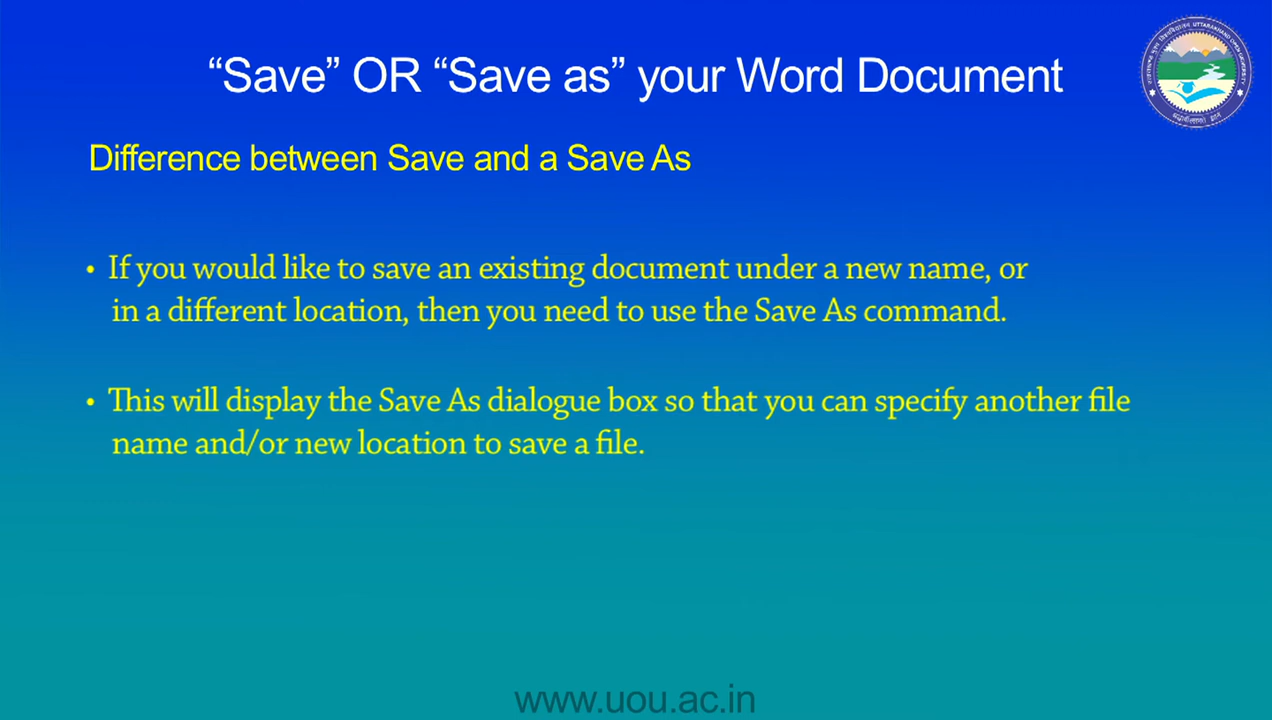 “Save” OR “Save as” your Word Document
Difference between Save and a Save As
• If you would like to save an existing document under a new name, or
in a different location, then you need to use the Save As command.
• This will display the Save As dialogue box so that you can specify another file
name and/or new location to save a file.
www.uou.ac.in
UTTARAKHAND OPEN UNIVERSITY